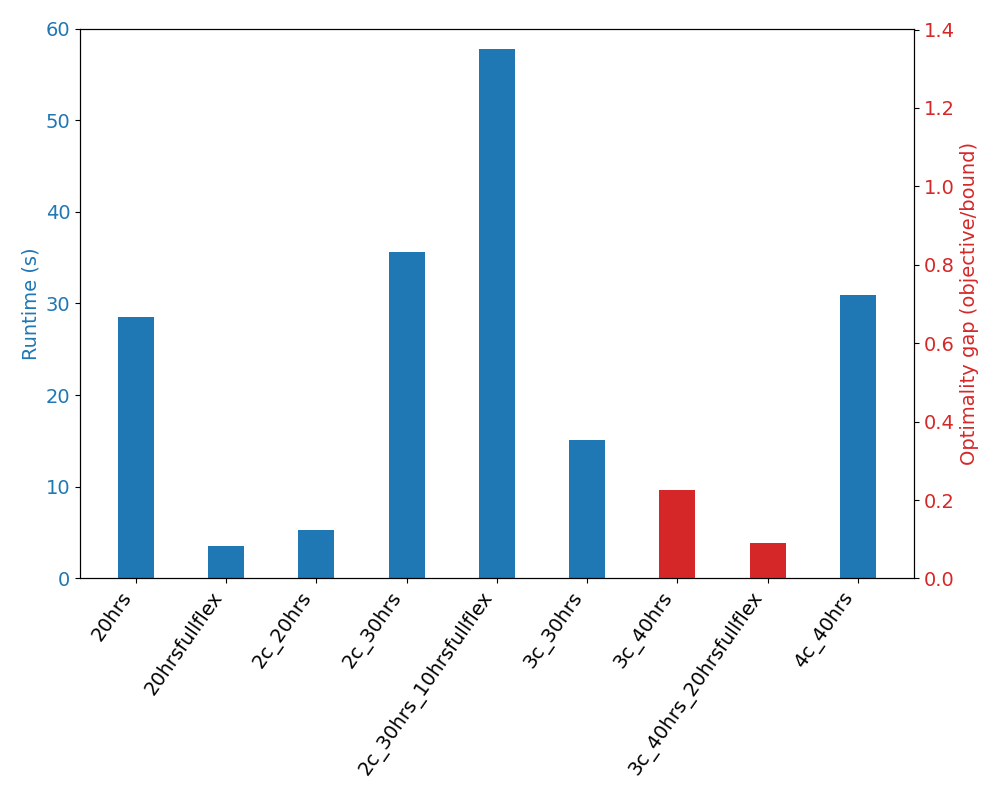 60
50
40
30
20
10
0
Runtime (s)
1.4
1.2
1.0
0.8
0.6
0.4
0.2
0.0
Optimality gap (objective/bound)
20hrs
20hrsfullflex
2c_20hrs
2c_30hrs
2c_30hrs_10hrsfullflex
3c_30hrs
3c_40hrs
3c_40hrs_20hrsfullflex
4c_40hrs